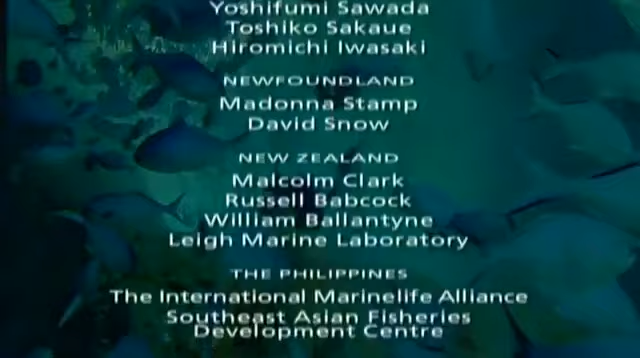 Yoshifumi Sawada
Toshiko Sakaue
Hiromichi Iwasaki
NEWFOUNDLAND
Madonna Stamp
David Snow
NEW ZEALAND
Malcolm Clark
Russell Babcock
William Ballantyne
Leigh Marine Laboratory
THE PHILIPPINES
The International Marinelife Alliance
Southeast Asian Fisheries
Development Centre